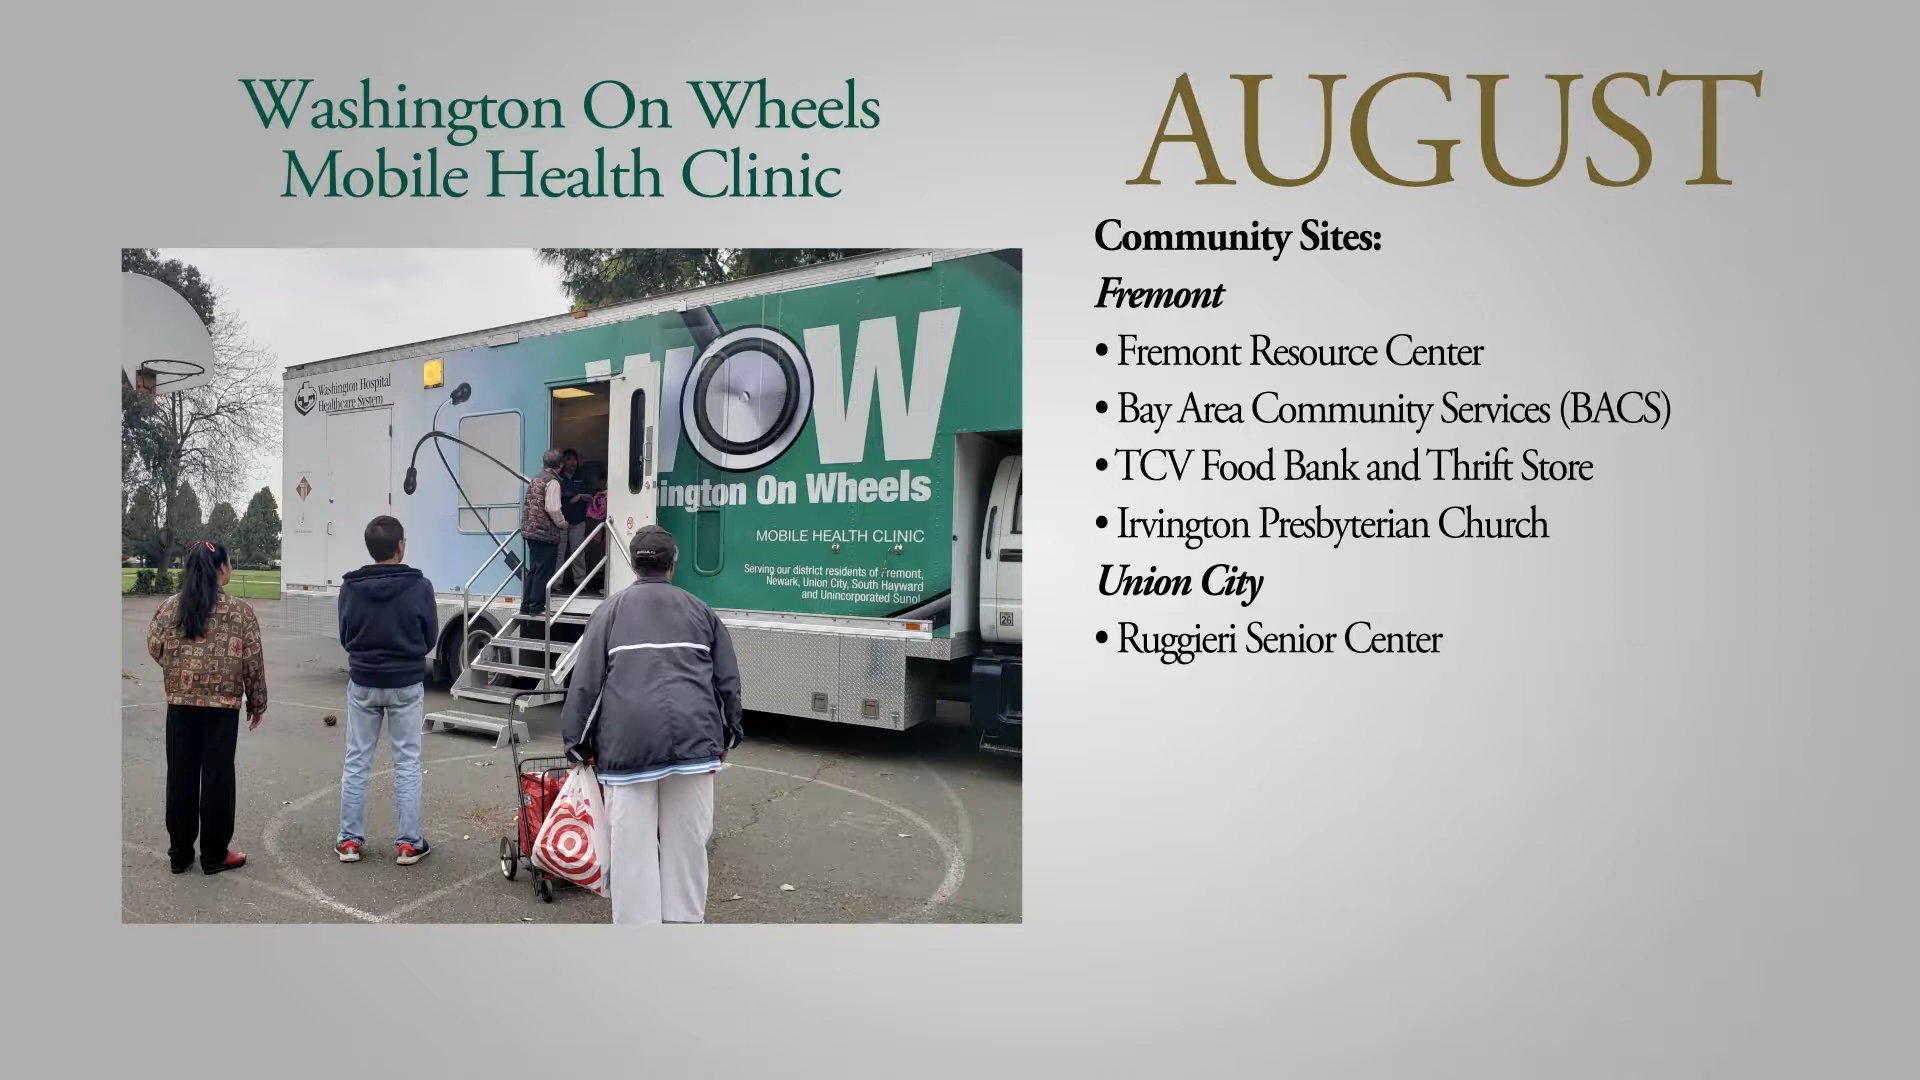 Washington On Wheels
Mobile Health Clinic
AUGUST
Community Sites:
Fremont
• Fremont Resource Center
• Bay Area Community Services (BACS)
• TCV Food Bank and Thrift Store
• Irvington Presbyterian Church
Union City
• Ruggieri Senior Center
Washington Hospital
Healthcare System
WOW
ington On Wheels
MOBILE HEALTH CLINIC
Serving our district residents of Fremont,
Newark, Union City, South Hayward
and Unincorporated Sunol
26